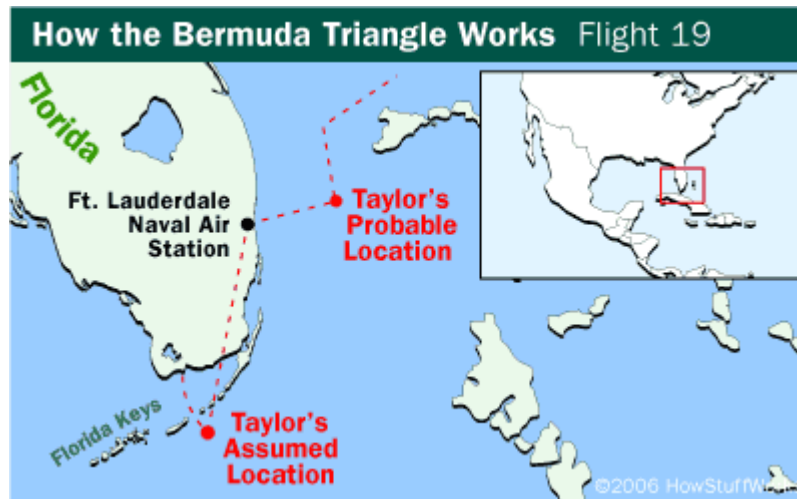 How the Bermuda Triangle Works Flight 19
Florida
Ft. Lauderdale
Naval Air
Station
Taylor's
Probable
Location
Florida Keys
Taylor's
Assumed
Location
©2006 HowStuffWorks